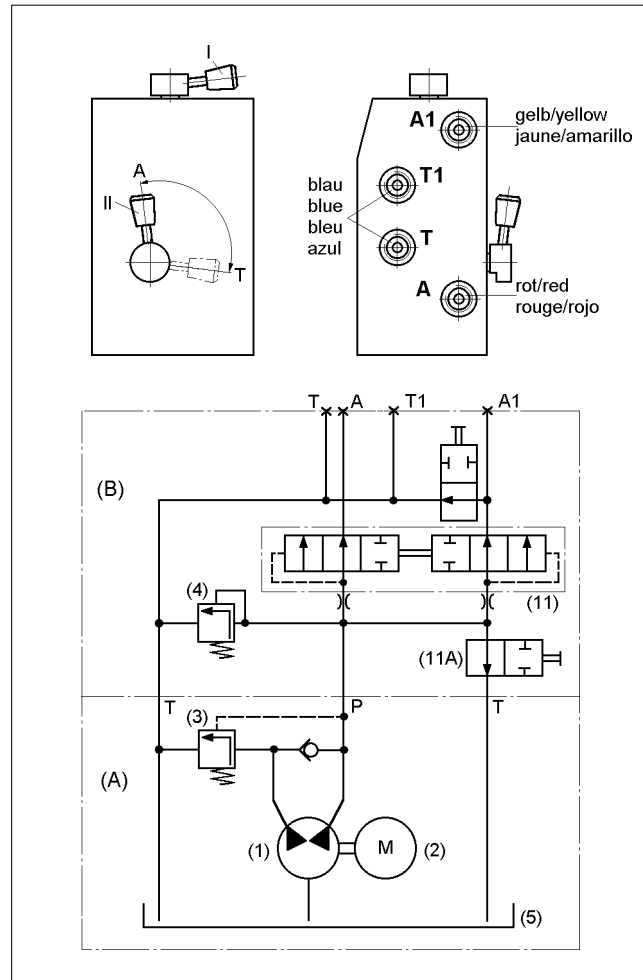 I
A
II
T
A1
gelb/yellow
jaune/amarillo
T1
blau
blue
bleu
azul
T
A
rot/red
rouge/rojo
T A T1 A1
(B)
(4)
(11)
(11A)
T P T
(3)
(A)
(1)
M
(2)
(5)